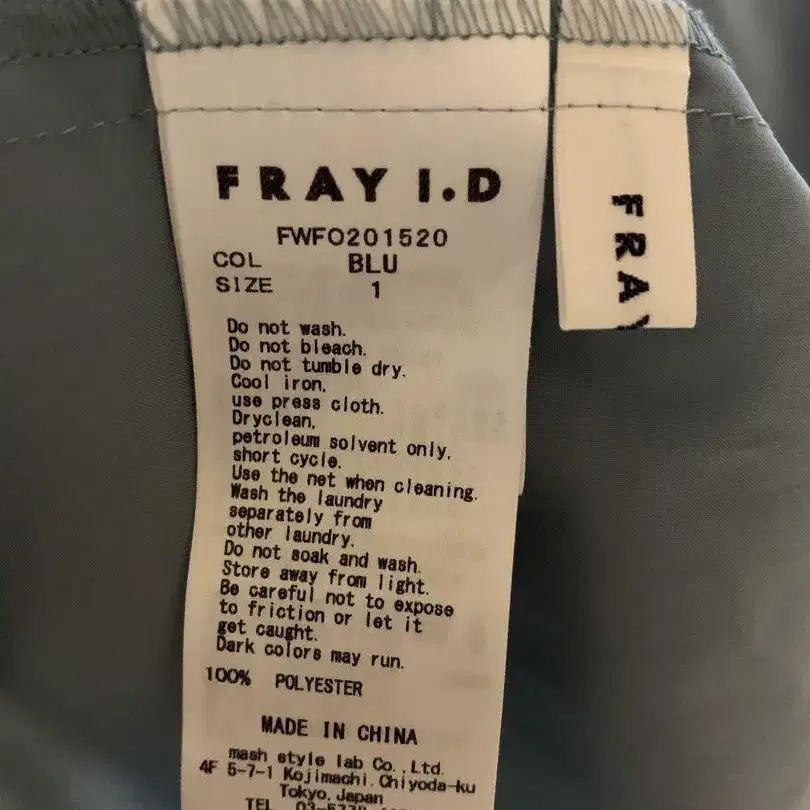 FRAY I.D
FWFO201520
COL BLU
SIZE 1
Do not wash.
Do not bleach.
Do not tumble dry.
Cool iron,
use press cloth.
Dryclean,
petroleum solvent only,
short cycle.
Use the net when cleaning.
Wash the laundry
separately from
other laundry.
Do not soak and wash.
Store away from light.
Be careful not to expose
to friction or let it
get caught.
Dark colors may run.
100% POLYESTER
MADE IN CHINA
mash style lab Co.,Ltd.
4F 5-7-1 Kojimachi.Chiyoda-ku
Tokyo.Japan
TEL
FRAY